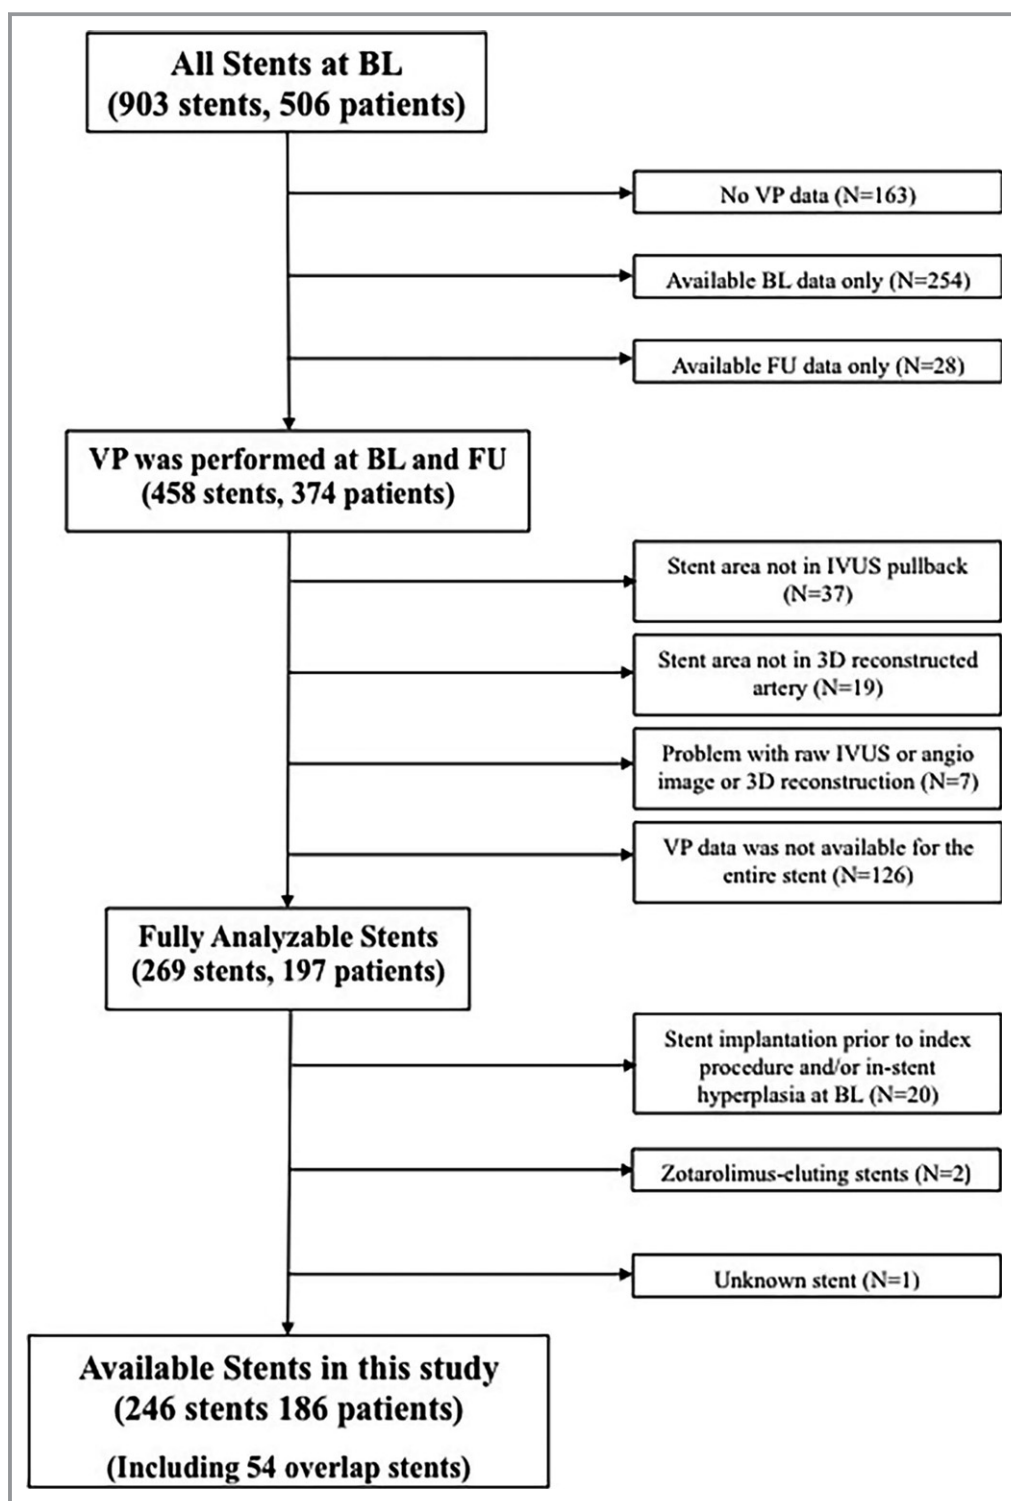 All Stents at BL
(903 stents, 506 patients)
No VP data (N=163)
Available BL data only (N=254)
Available FU data only (N=28)
VP was performed at BL and FU
(458 stents, 374 patients)
Stent area not in IVUS pullback
(N=37)
Stent area not in 3D reconstructed
artery (N=19)
Problem with raw IVUS or angio
image or 3D reconstruction (N=7)
VP data was not available for the
entire stent (N=126)
Fully Analyzable Stents
(269 stents, 197 patients)
Stent implantation prior to index
procedure and/or in-stent
hyperplasia at BL (N=20)
Zotarolimus-eluting stents (N=2)
Unknown stent (N=1)
Available Stents in this study
(246 stents 186 patients)
(Including 54 overlap stents)